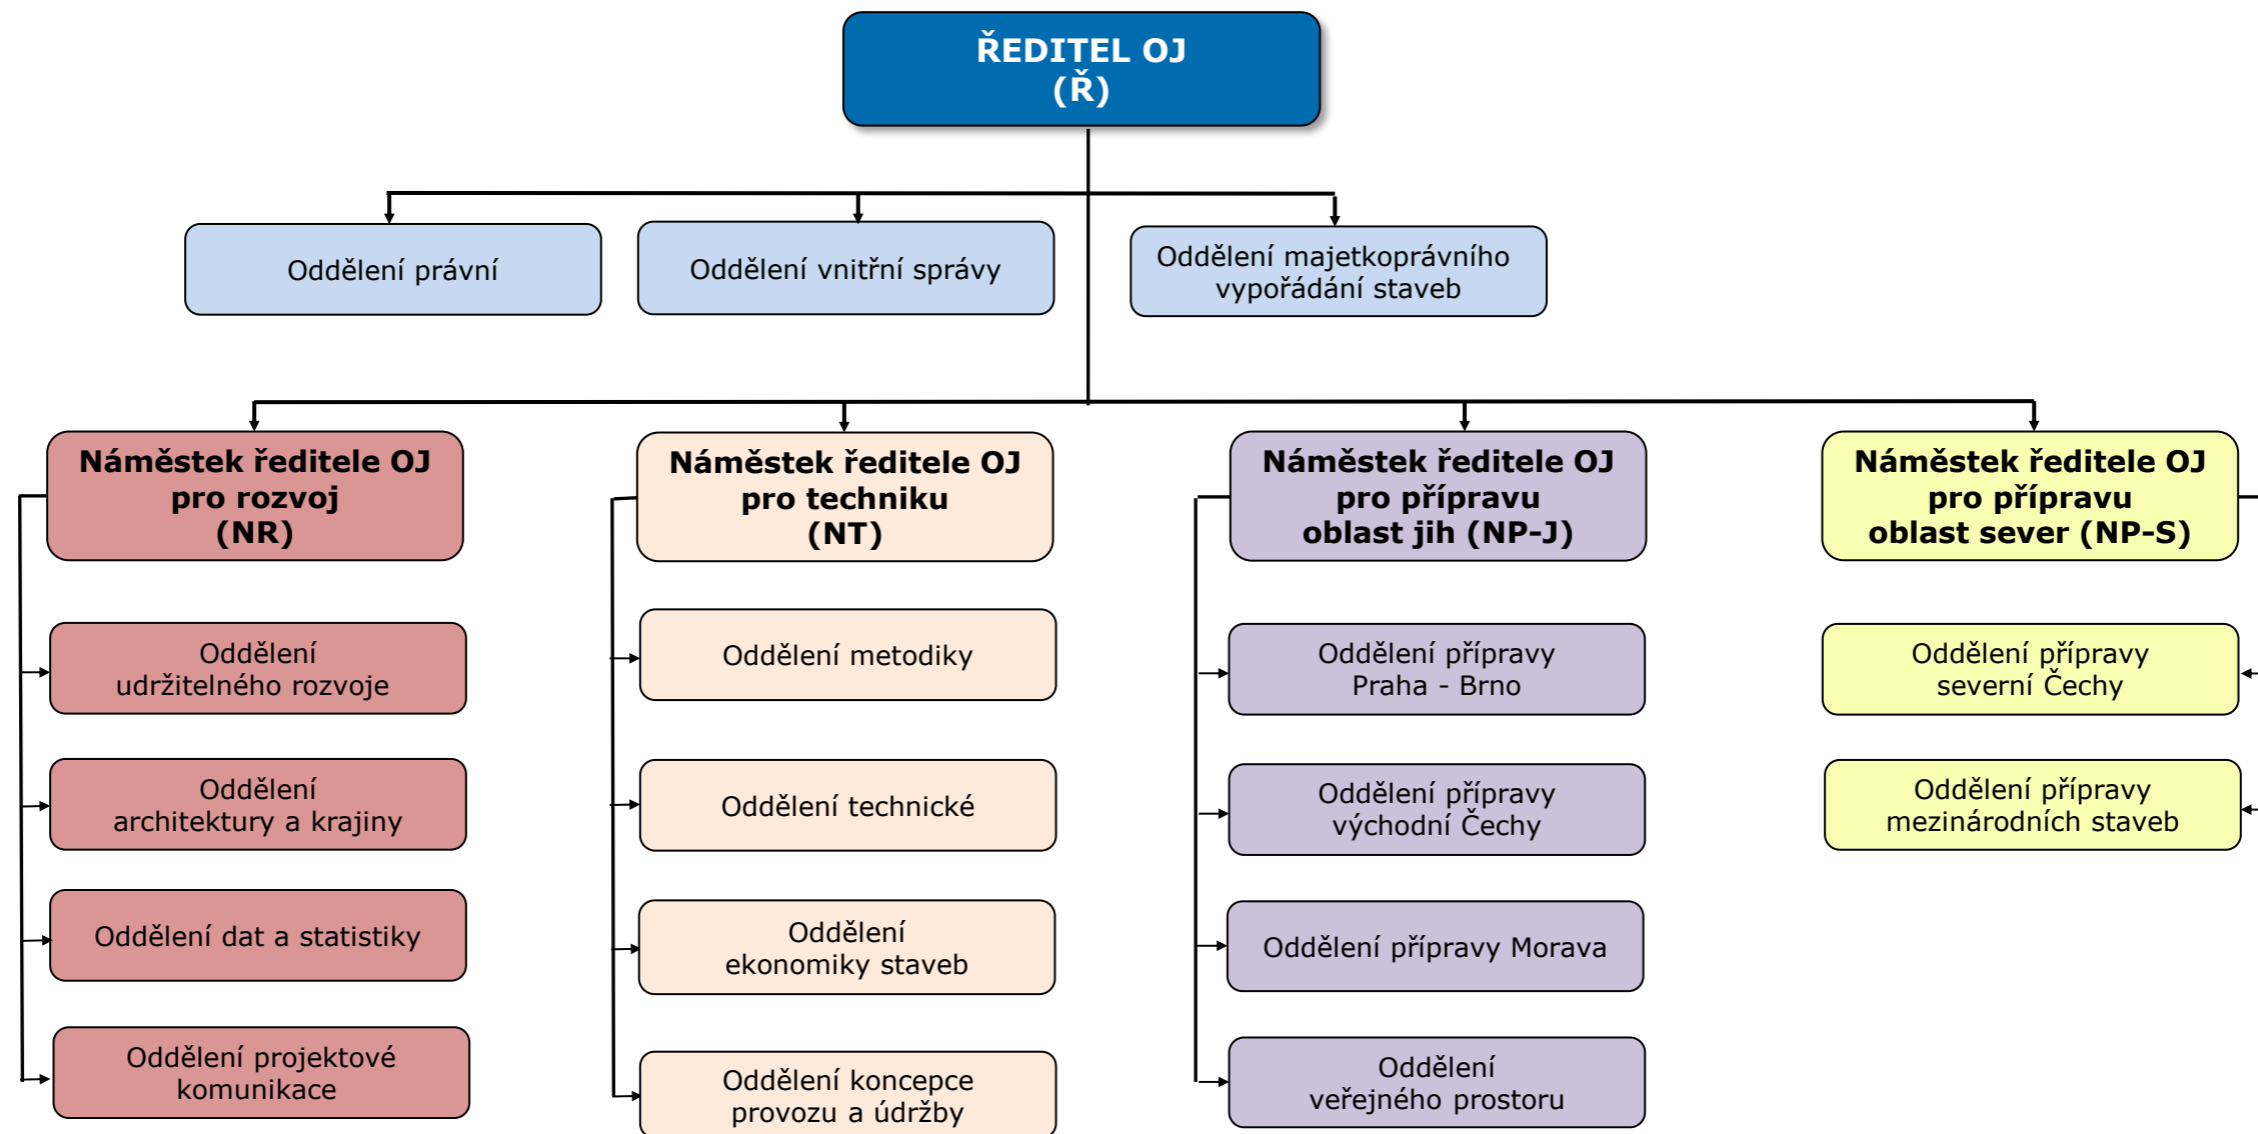 ŘEDITEL OJ
(Ř)
Oddělení právní
Oddělení vnitřní správy
Oddělení majetkoprávního
vypořádání staveb
Náměstek ředitele OJ
pro rozvoj
(NR)
Náměstek ředitele OJ
pro techniku
(NT)
Náměstek ředitele OJ
pro přípravu
oblast jih (NP-J)
Náměstek ředitele OJ
pro přípravu
oblast sever (NP-S)
Oddělení
udržitelného rozvoje
Oddělení
architektury a krajiny
Oddělení dat a statistiky
Oddělení projektové
komunikace
Oddělení metodiky
Oddělení technické
Oddělení
ekonomiky staveb
Oddělení koncepce
provozu a údržby
Oddělení přípravy
Praha - Brno
Oddělení přípravy
východní Čechy
Oddělení přípravy Morava
Oddělení
veřejného prostoru
Oddělení přípravy
severní Čechy
Oddělení přípravy
mezinárodních staveb